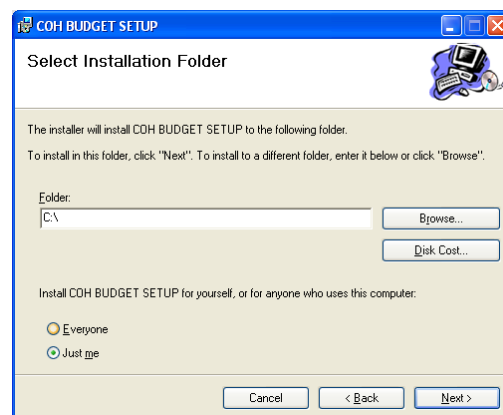 COH BUDGET SETUP
Select Installation Folder
The installer will install COH BUDGET SETUP to the following folder.
To install in this folder, click "Next". To install to a different folder, enter it below or click "Browse".
Folder:
C:\
Browse...
Disk Cost...
Install COH BUDGET SETUP for yourself, or for anyone who uses this computer:
Everyone
Just me
Cancel
< Back
Next >